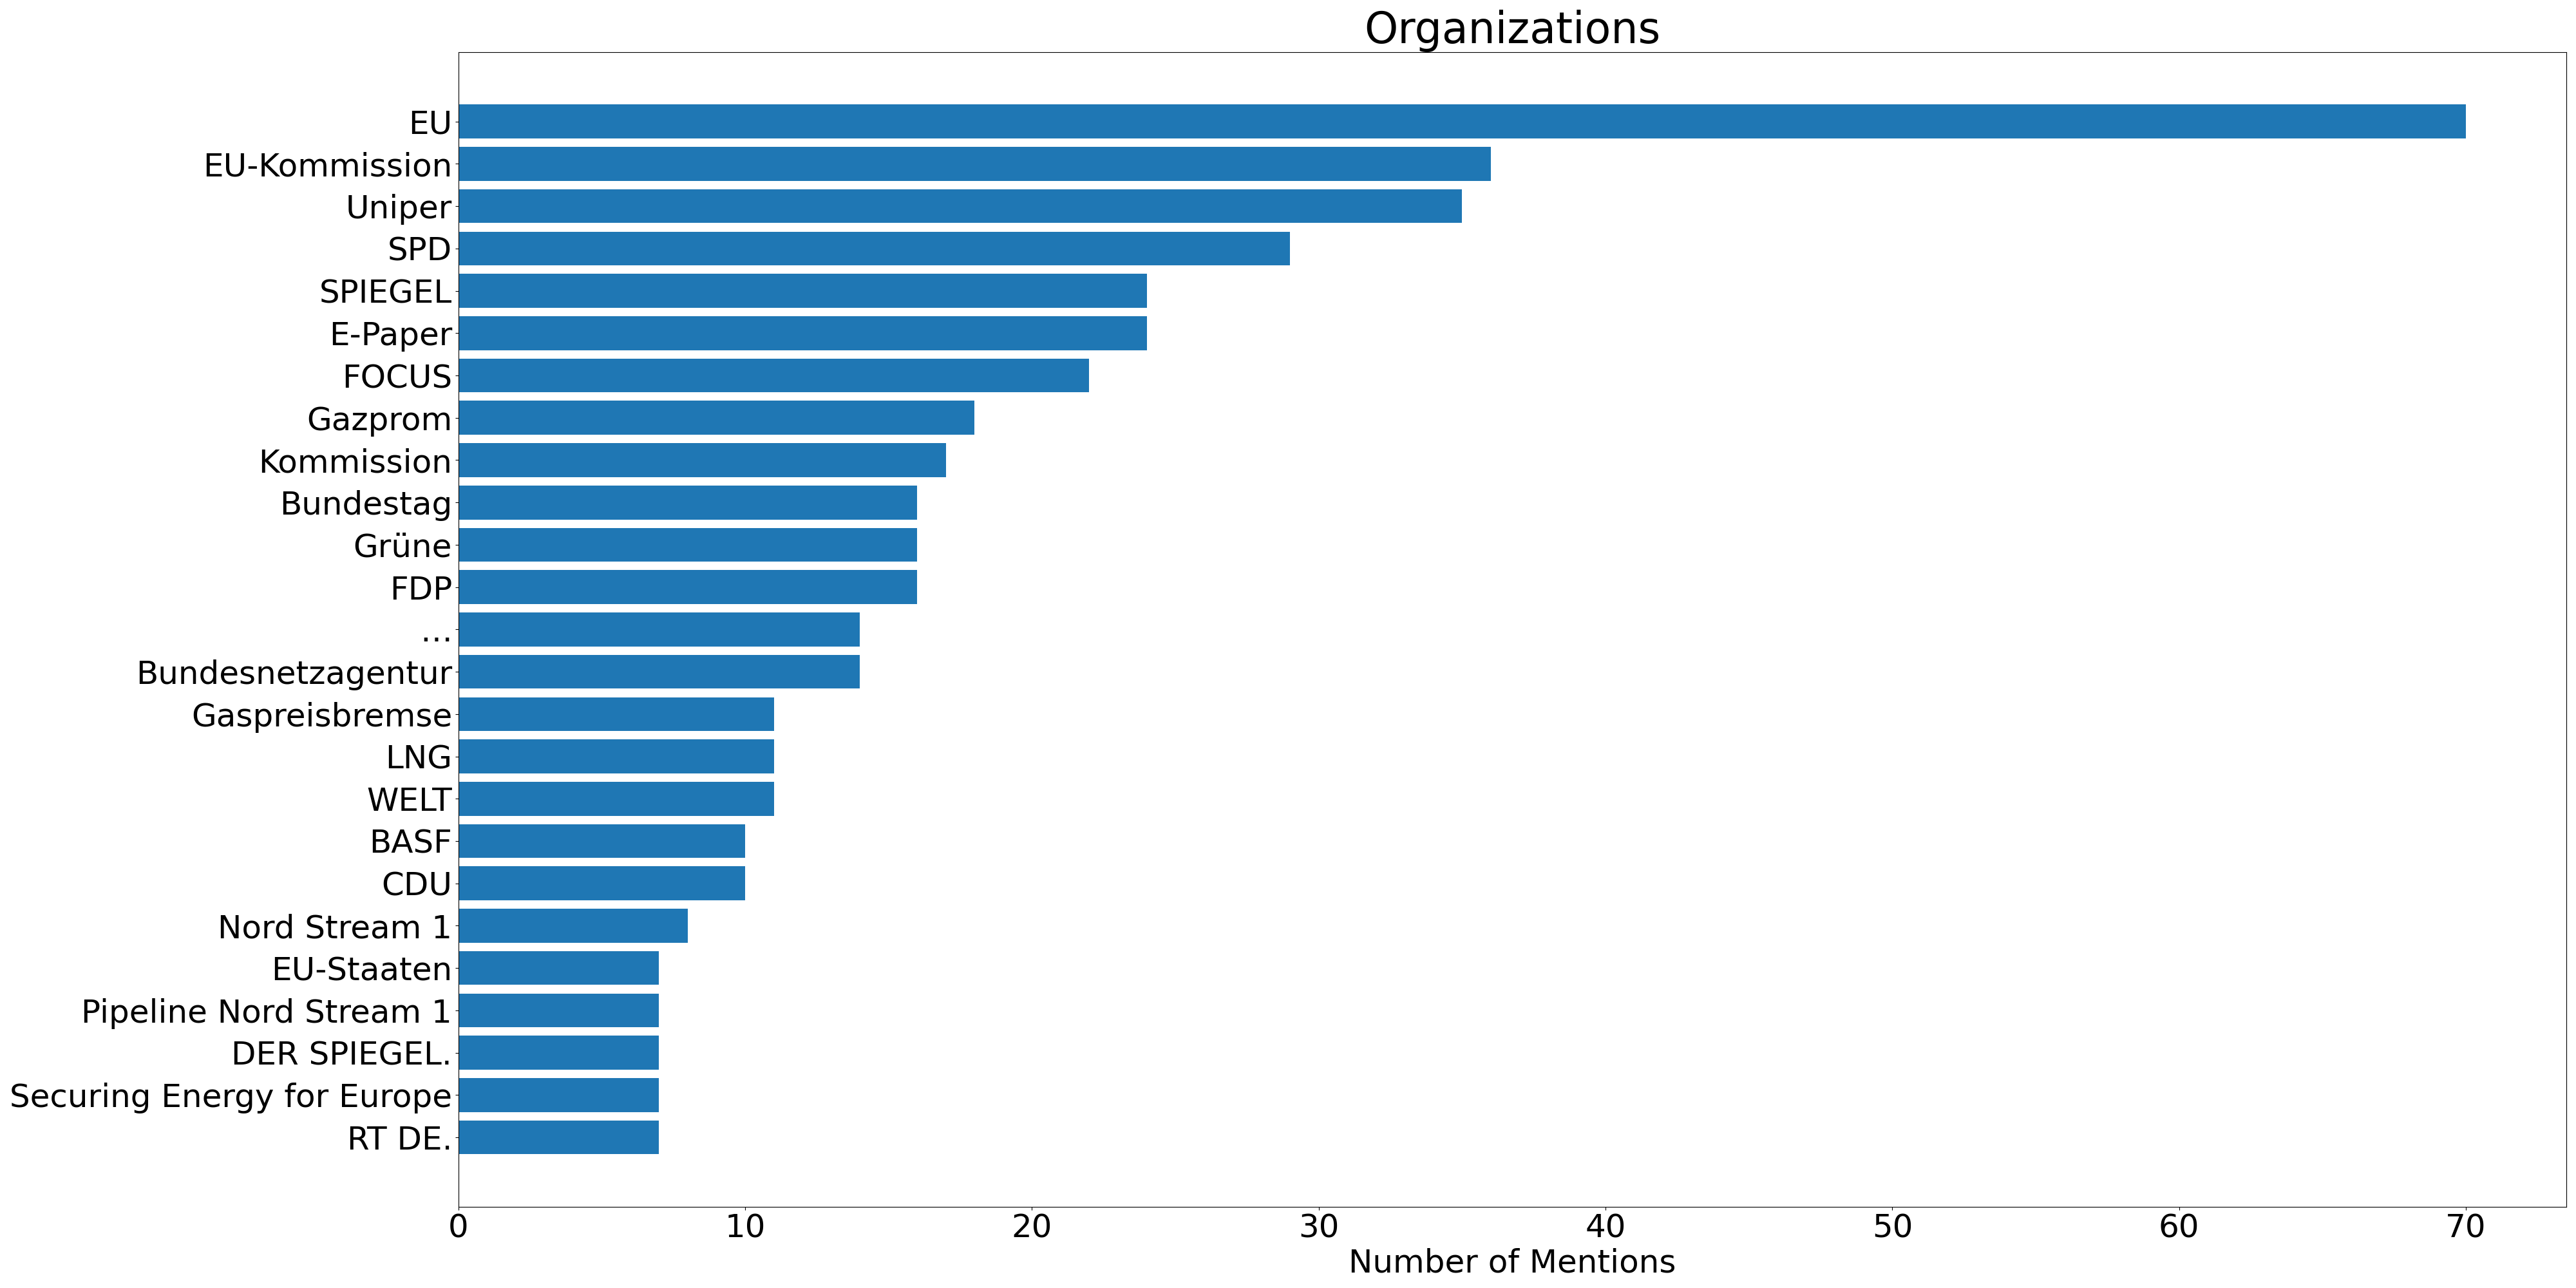 Organizations
EU
EU-Kommission
Uniper
SPD
SPIEGEL
E-Paper
FOCUS
Gazprom
Kommission
Bundestag
Grüne
FDP
...
Bundesnetzagentur
Gaspreisbremse
LNG
WELT
BASF
CDU
Nord Stream 1
EU-Staaten
Pipeline Nord Stream 1
DER SPIEGEL.
Securing Energy for Europe
RT DE.
0 10 20 30 40 50 60 70
Number of Mentions